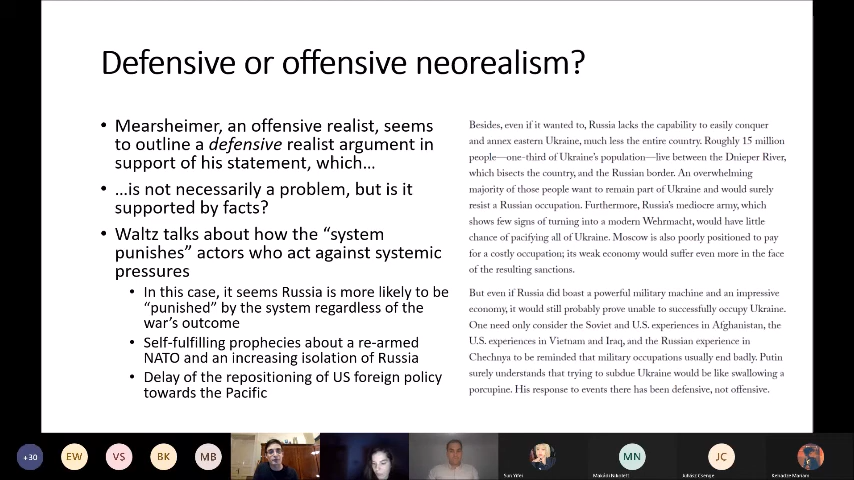 Defensive or offensive neorealism?
• Mearsheimer, an offensive realist, seems
to outline a defensive realist argument in
support of his statement, which…
• …is not necessarily a problem, but is it
supported by facts?
• Waltz talks about how the “system
punishes” actors who act against systemic
pressures
• In this case, it seems Russia is more likely to be
“punished” by the system regardless of the
war’s outcome
• Self-fulfilling prophecies about a re-armed
NATO and an increasing isolation of Russia
• Delay of the repositioning of US foreign policy
towards the Pacific
Besides, even if it wanted to, Russia lacks the capability to easily conquer
and annex eastern Ukraine, much less the entire country. Roughly 15 million
people—one-third of Ukraine’s population—live between the Dnieper River,
which bisects the country, and the Russian border. An overwhelming
majority of those people want to remain part of Ukraine and would surely
resist a Russian occupation. Furthermore, Russia’s mediocre army, which
shows few signs of turning into a modern Wehrmacht, would have little
chance of pacifying all of Ukraine. Moscow is also poorly positioned to pay
for a costly occupation; its weak economy would suffer even more in the face
of the resulting sanctions.
But even if Russia did boast a powerful military machine and an impressive
economy, it would still probably prove unable to successfully occupy Ukraine.
One need only consider the Soviet and U.S. experiences in Afghanistan, the
U.S. experiences in Vietnam and Iraq, and the Russian experience in
Chechnya to be reminded that military occupations usually end badly. Putin
surely understands that trying to subdue Ukraine would be like swallowing a
porcupine. His response to events there has been defensive, not offensive.
+30
EW
VS
BK
MB
MN
JC
Sun Yifei
Makádi Nikolett
Juhász Csenge
Kenadze Mariam